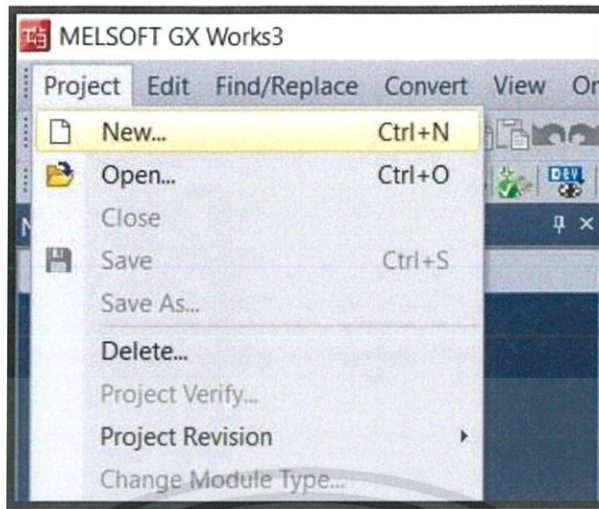 MELSOFT GX Works3
Project Edit Find/Replace Convert View On
New... Ctrl+N
Open... Ctrl+O
Close
Save Ctrl+S
Save As...
Delete...
Project Verify...
Project Revision
Change Module Type...